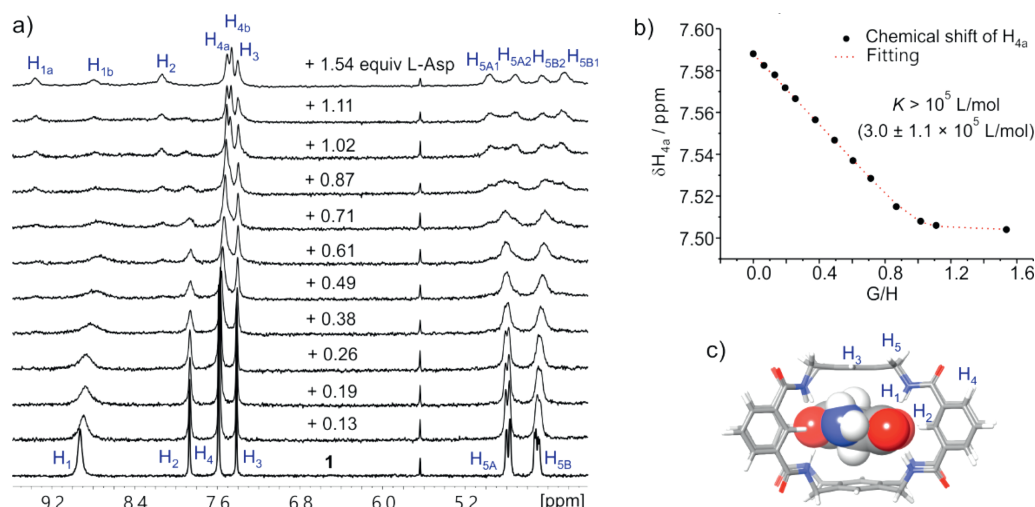 a)
H1a H1b H2 H4a H4b H3
+ 1.54 equiv L-Asp
H5A1 H5A2 H5B2 H5B1
+ 1.11
+ 1.02
+ 0.87
+ 0.71
+ 0.61
+ 0.49
+ 0.38
+ 0.26
+ 0.19
+ 0.13
H1 H2 H4 H3 1 H5A H5B
9.2 8.4 7.6 6.8 6.0 5.2 [ppm]
b)
7.60
7.58
7.56
7.54
7.52
7.50
δH4a / ppm
Chemical shift of H4a
Fitting
K > 10^5 L/mol
(3.0 ± 1.1 × 10^5 L/mol)
0.0 0.4 0.8 1.2 1.6
G/H
c)
H3 H5
H4
H1
H2